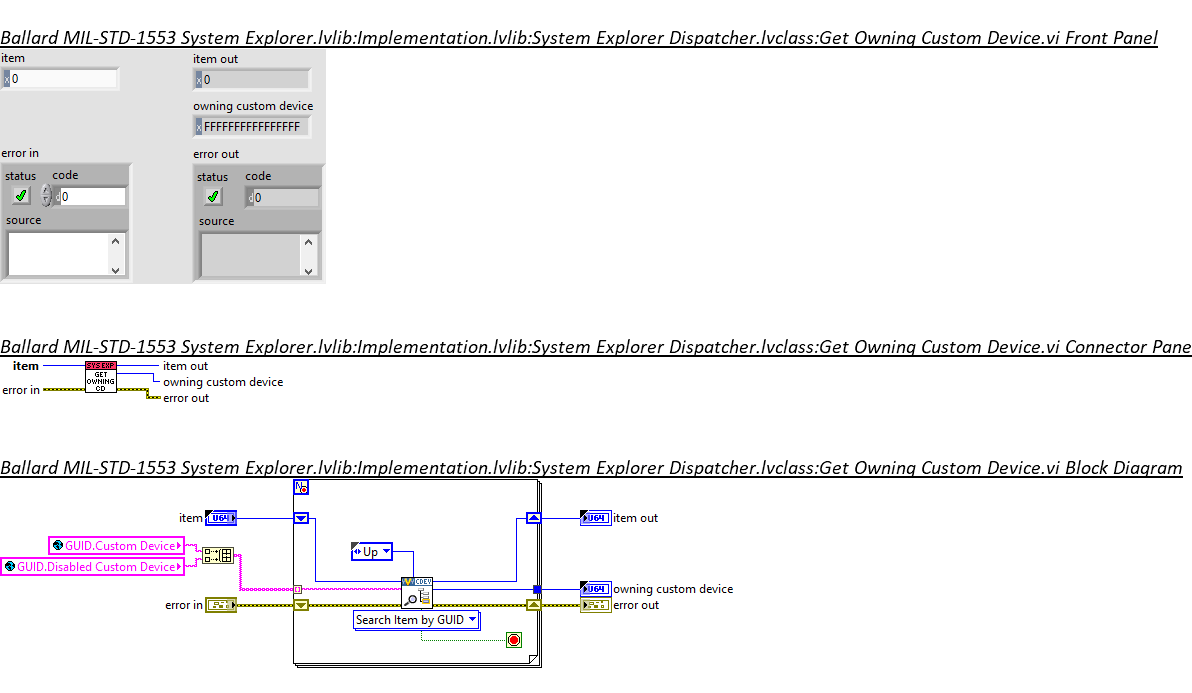 Ballard MIL-STD-1553 System Explorer.lvlib:Implementation.lvlib:System Explorer Dispatcher.lvclass:Get Owning Custom Device.vi Front Panel
item
x 0
item out
x 0
owning custom device
x FFFFFFFFFFFFFFFF
error in
status code
d 0
source
error out
status code
d 0
source
Ballard MIL-STD-1553 System Explorer.lvlib:Implementation.lvlib:System Explorer Dispatcher.lvclass:Get Owning Custom Device.vi Connector Pane
item
error in
SYS EXP
GET
OWNING
CD
item out
owning custom device
error out
Ballard MIL-STD-1553 System Explorer.lvlib:Implementation.lvlib:System Explorer Dispatcher.lvclass:Get Owning Custom Device.vi Block Diagram
N
item U64
U64 item out
GUID.Custom Device
GUID.Disabled Custom Device
Up
CDEV
U64 owning custom device
error in
error out
Search Item by GUID